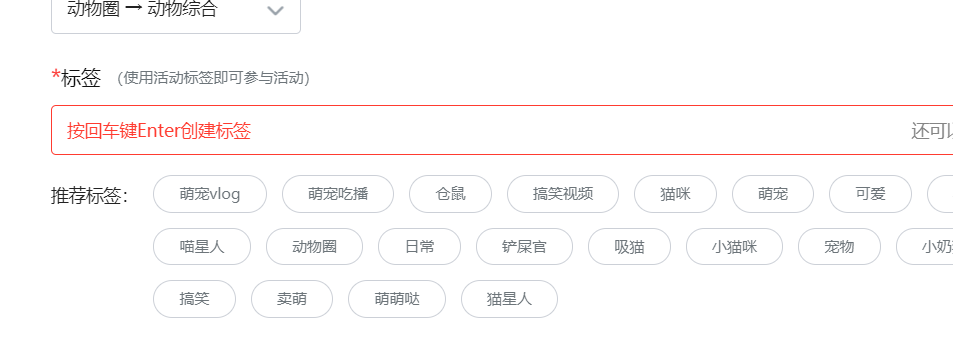 动物圈 → 动物综合
*标签 (使用活动标签即可参与活动)
按回车键Enter创建标签 还可
推荐标签： 萌宠vlog 萌宠吃播 仓鼠 搞笑视频 猫咪 萌宠 可爱
喵星人 动物圈 日常 铲屎官 吸猫 小猫咪 宠物 小奶
搞笑 卖萌 萌萌哒 猫星人